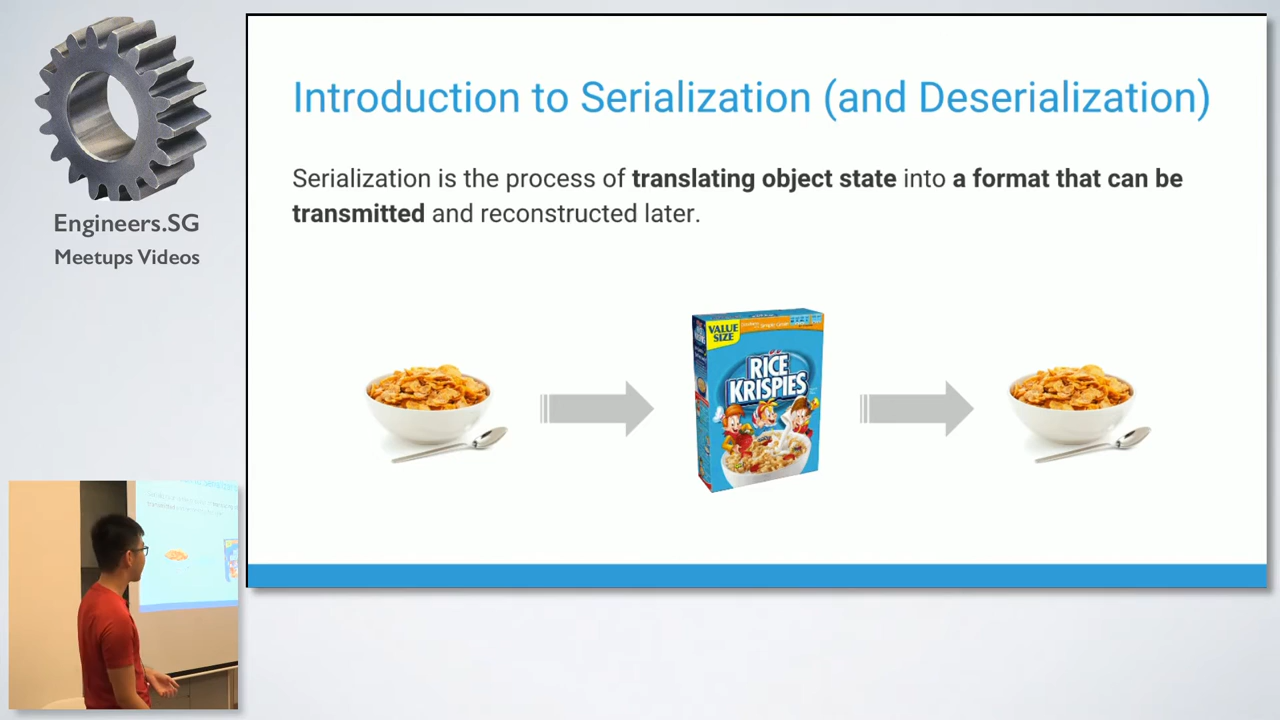 Engineers.SG
Meetups Videos
Introduction to Serialization (and Deserialization)
Serialization is the process of translating object state into a format that can be
transmitted and reconstructed later.
VALUE
SIZE
RICE
KRISPIES